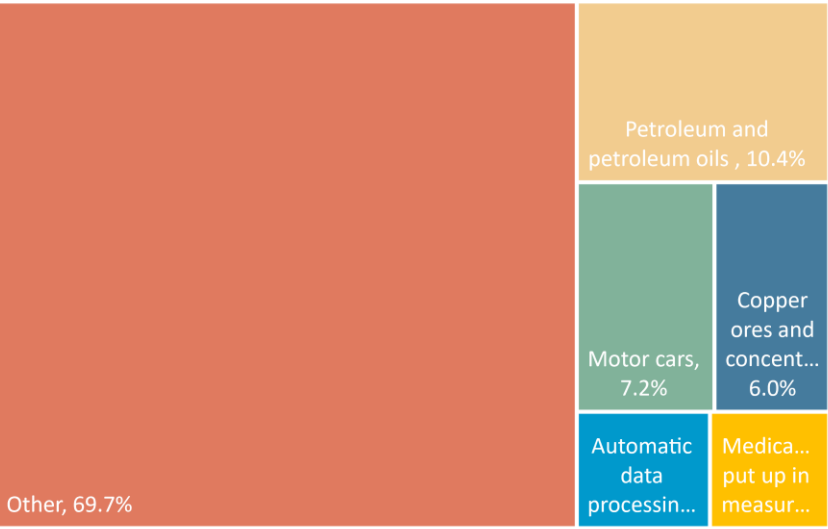 Petroleum and
petroleum oils , 10.4%
Copper
ores and
concent...
6.0%
Motor cars,
7.2%
Automatic
data
processin...
Medica...
put up in
measur...
Other, 69.7%